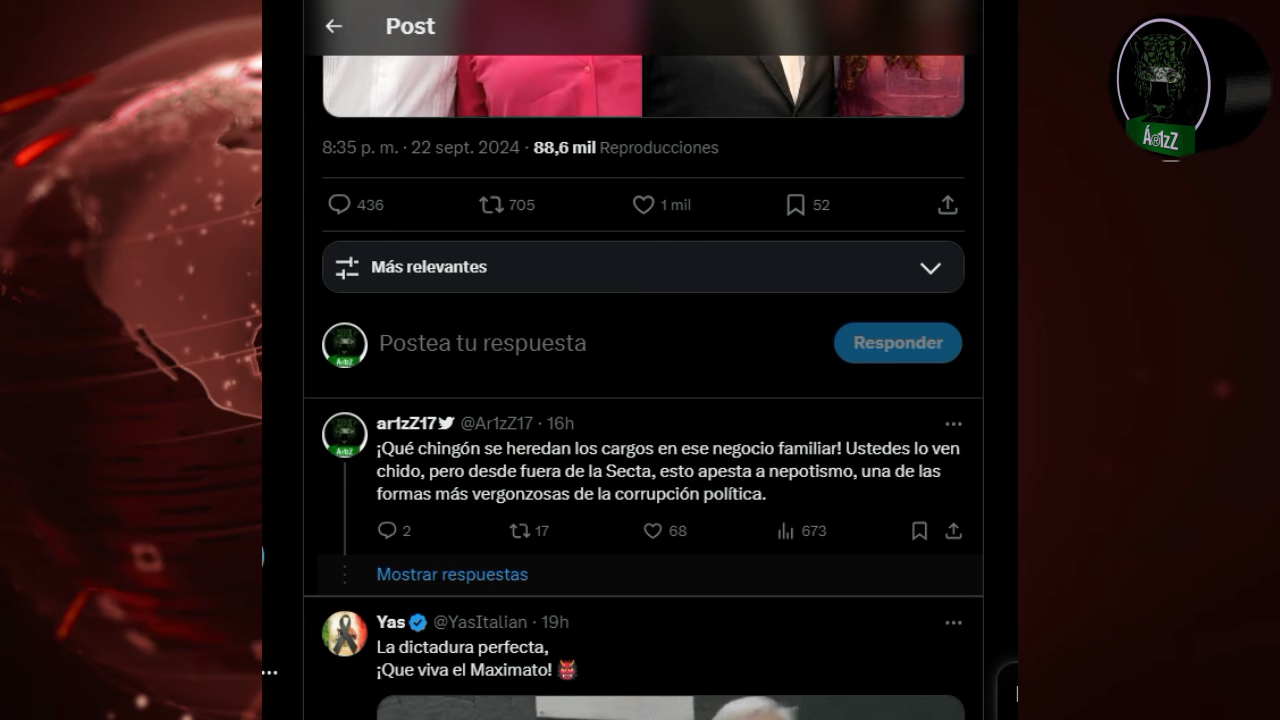 Post
8:35 p. m. · 22 sept. 2024 · 88,6 mil Reproducciones
436 705 1 mil 52
Más relevantes
Postea tu respuesta Responder
ar1zZ17 @Ar1zZ17 · 16h
¡Qué chingón se heredan los cargos en ese negocio familiar! Ustedes lo ven
chido, pero desde fuera de la Secta, esto apesta a nepotismo, una de las
formas más vergonzosas de la corrupción política.
2 17 68 673
Mostrar respuestas
Yas @YasItalian · 19h
La dictadura perfecta,
¡Que viva el Maximato! 👹
Ár1zZ